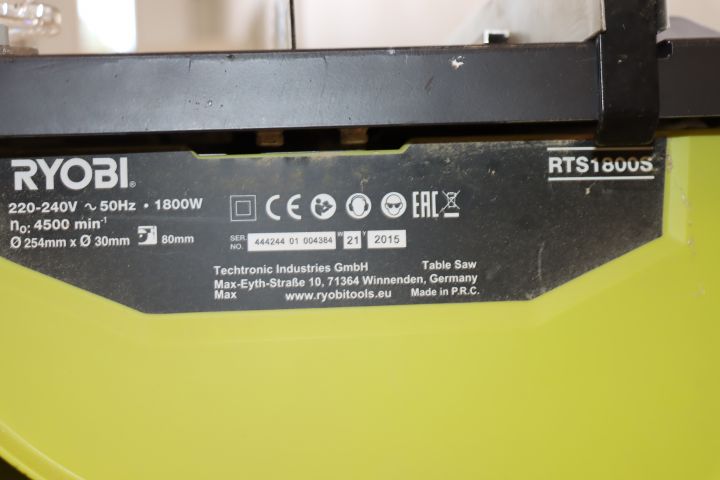 RYOBI®
RTS1800S
220-240V ~ 50Hz • 1800W
n₀: 4500 min⁻¹
Ø 254mm x Ø 30mm 80mm
CE EAC
SER. NO. 444244 01 004384 W 21 Y 2015
Techtronic Industries GmbH Table Saw
Max-Eyth-Straße 10, 71364 Winnenden, Germany
Max www.ryobitools.eu Made in P.R.C.